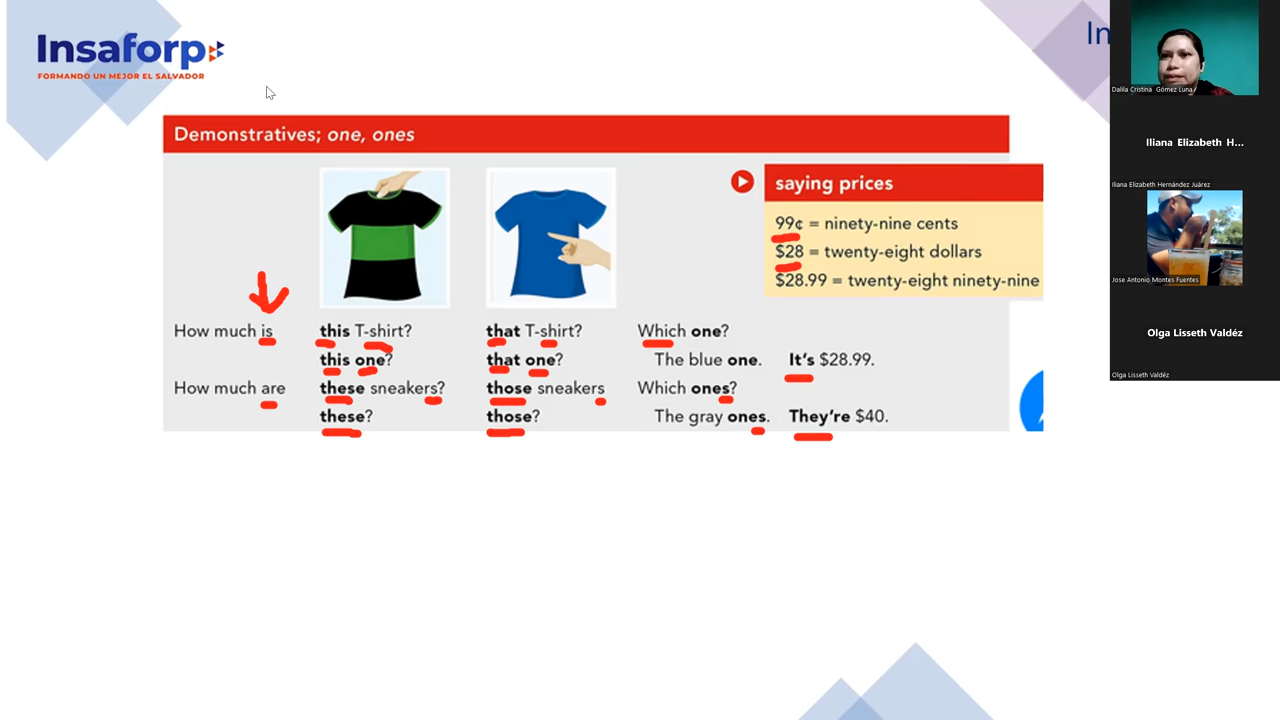 Insaforp
FORMANDO UN MEJOR EL SALVADOR
In
Demonstratives; one, ones
saying prices
99¢ = ninety-nine cents
$28 = twenty-eight dollars
$28.99 = twenty-eight ninety-nine
How much is this T-shirt? that T-shirt? Which one?
this one? that one? The blue one. It's $28.99.
How much are these sneakers? those sneakers Which ones?
these? those? The gray ones. They're $40.
Dalila Cristina Gómez Luna
Iliana Elizabeth H...
Iliana Elizabeth Hernández Juárez
Jose Antonio Montes Fuentes
Olga Lisseth Valdéz
Olga Lisseth Valdéz